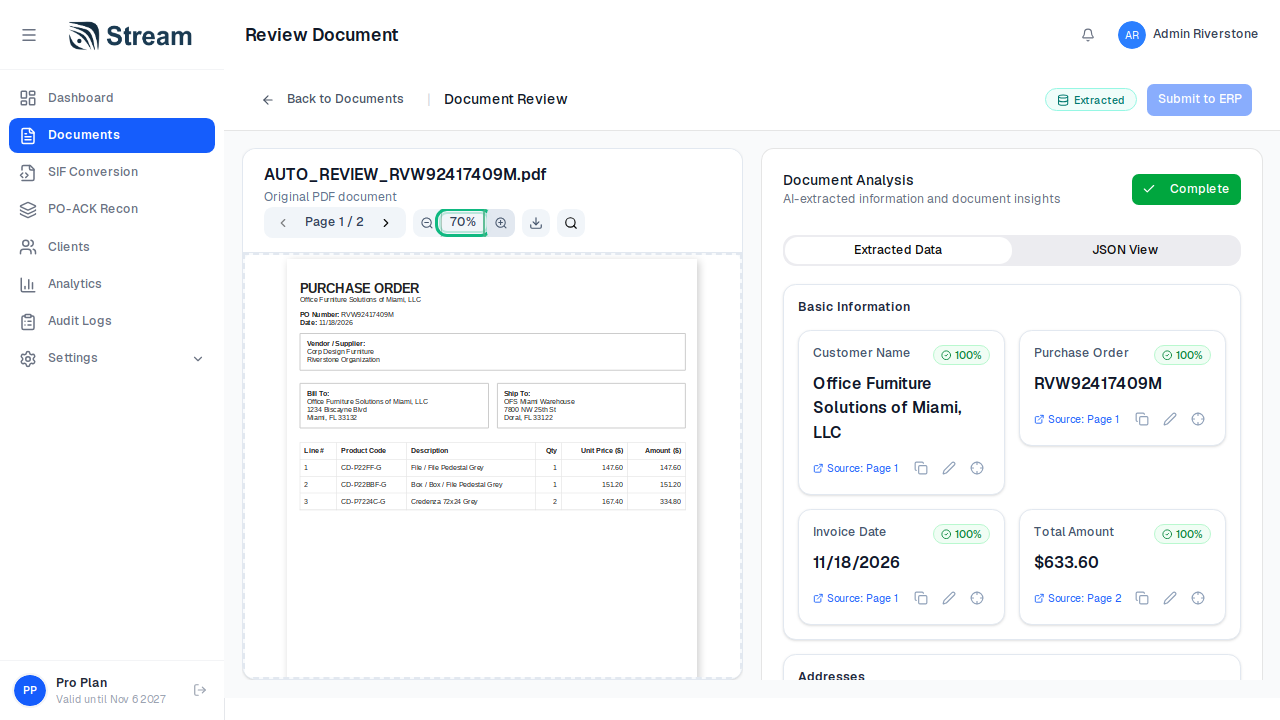 Stream
Review Document
AR
Admin Riverstone
Dashboard
Documents
SIF Conversion
PO-ACK Recon
Clients
Analytics
Audit Logs
Settings
PP
Pro Plan
Valid until Nov 6 2027
Back to Documents
Document Review
Extracted
Submit to ERP
AUTO_REVIEW_RVW92417409M.pdf
Original PDF document
Page 1 / 2
70%
PURCHASE ORDER
Office Furniture Solutions of Miami, LLC
PO Number: RVW92417409M
Date: 11/18/2026
Vendor / Supplier:
Corp Design Furniture
Riverstone Organization
Bill To:
Office Furniture Solutions of Miami, LLC
1234 Biscayne Blvd
Miami, FL 33132
Ship To:
OFS Miami Warehouse
7800 NW 25th St
Doral, FL 33122
Line # Product Code Description Qty Unit Price ($) Amount ($)
1 CD-P22FF-G File / File Pedestal Grey 1 147.60 147.60
2 CD-P22BBF-G Box / Box / File Pedestal Grey 1 151.20 151.20
3 CD-P7224C-G Credenza 72x24 Grey 2 167.40 334.80
Document Analysis
AI-extracted information and document insights
Complete
Extracted Data
JSON View
Basic Information
Customer Name
100%
Office Furniture
Solutions of Miami,
LLC
Source: Page 1
Purchase Order
100%
RVW92417409M
Source: Page 1
Invoice Date
100%
11/18/2026
Source: Page 1
Total Amount
100%
$633.60
Source: Page 2
Addresses